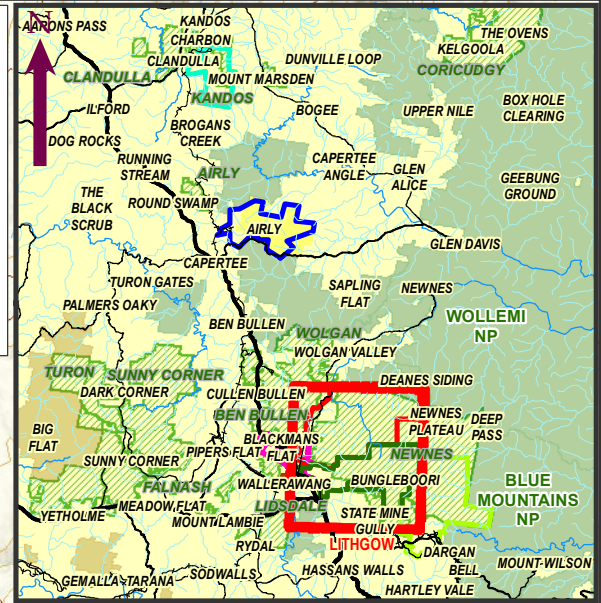 N
AARONS PASS
KANDOS
CHARBON
CLANDULLA
CLANDULLA
MOUNT MARSDEN
KANDOS
DUNVILLE LOOP
THE OVENS
KELGOOLA
CORICUDGY
ILFORD
BOGEE
UPPER NILE
BOX HOLE
CLEARING
DOG ROCKS
BROGANS
CREEK
RUNNING
STREAM
AIRLY
CAPERTEE
ANGLE
GLEN
ALICE
GEEBUNG
GROUND
THE
BLACK
SCRUB
ROUND SWAMP
AIRLY
GLEN DAVIS
CAPERTEE
TURON GATES
SAPLING
FLAT
NEWNES
PALMERS OAKY
BEN BULLEN
WOLLEMI
NP
WOLGAN
WOLGAN VALLEY
TURON
SUNNY CORNER
DARK CORNER
DEANES SIDING
CULLEN BULLEN
BEN BULLEN
NEWNES
PLATEAU
DEEP
PASS
BIG
FLAT
BLACKMANS
FLAT
PIPERS FLAT
NEWNES
SUNNY CORNER
WALLERAWANG
BUNGLEBOORI
BLUE
MOUNTAINS
NP
FALNASH
MEADOW FLAT
LIDSDALE
STATE MINE
GULLY
YETHOLME
MOUNT LAMBIE
LITHGOW
RYDAL
DARGAN
BELL
MOUNT-WILSON
HASSANS WALLS
SODWALLS
GEMALLA-TARANA
HARTLEY VALE